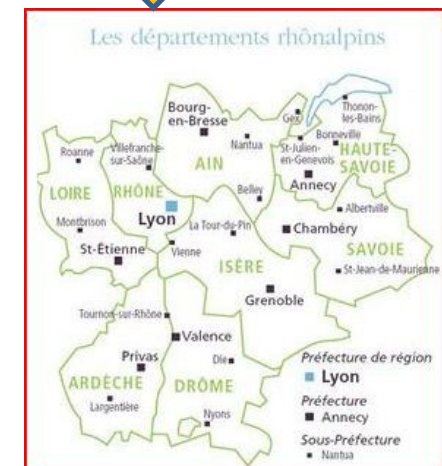 Les départements rhônalpins
Bourg-
en-Bresse
Gex
Thonon-
les-Bains
Roanne
Villefranche-
sur-Saône
Nantua
St-Julien-
en-Genevois
Bonneville
HAUTE-
SAVOIE
AIN
LOIRE
RHÔNE
Belley
Annecy
Montbrison
Lyon
La Tour-du-Pin
Albertville
Chambéry
St-Étienne
Vienne
SAVOIE
ISÈRE
St-Jean-de-Maurienne
Grenoble
Tournon-sur-Rhône
Valence
Privas
Die
Préfecture de région
Lyon
ARDÈCHE
DRÔME
Préfecture
Annecy
Largentière
Nyons
Sous-Préfecture
Nantua